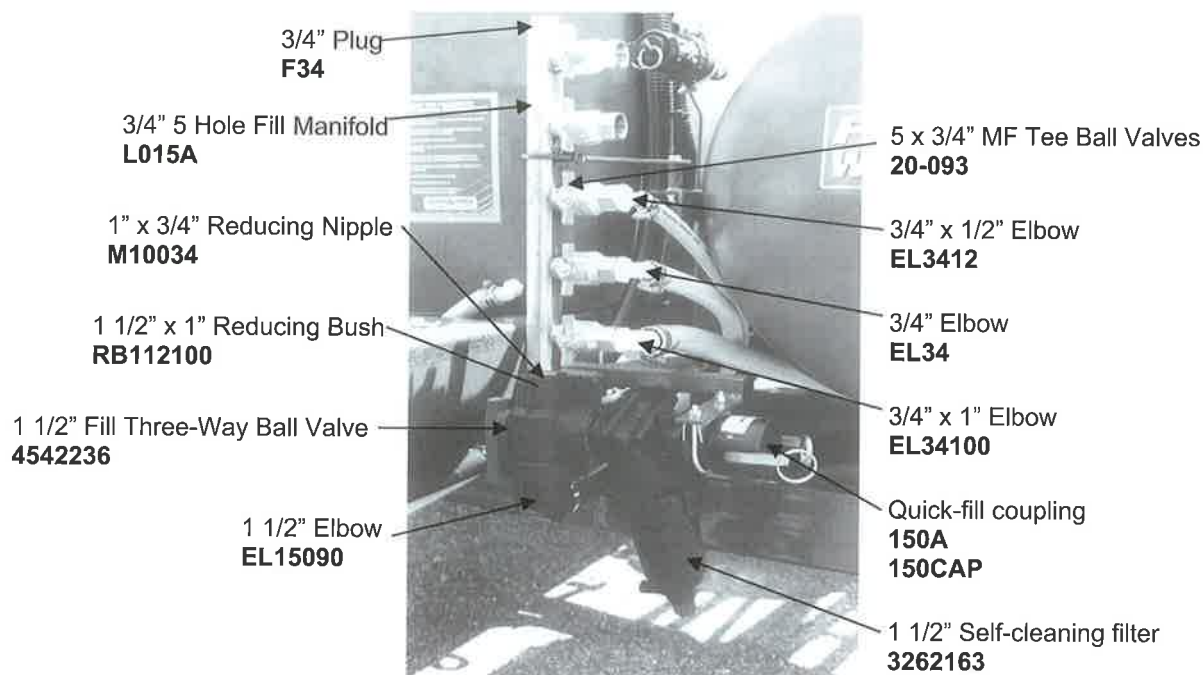 3/4” Plug
F34
3/4” 5 Hole Fill Manifold
L015A
1” x 3/4” Reducing Nipple
M10034
1 1/2” x 1” Reducing Bush
RB112100
1 1/2” Fill Three-Way Ball Valve
4542236
1 1/2” Elbow
EL15090
5 x 3/4” MF Tee Ball Valves
20-093
3/4” x 1/2” Elbow
EL3412
3/4” Elbow
EL34
3/4” x 1” Elbow
EL34100
Quick-fill coupling
150A
150CAP
1 1/2” Self-cleaning filter
3262163